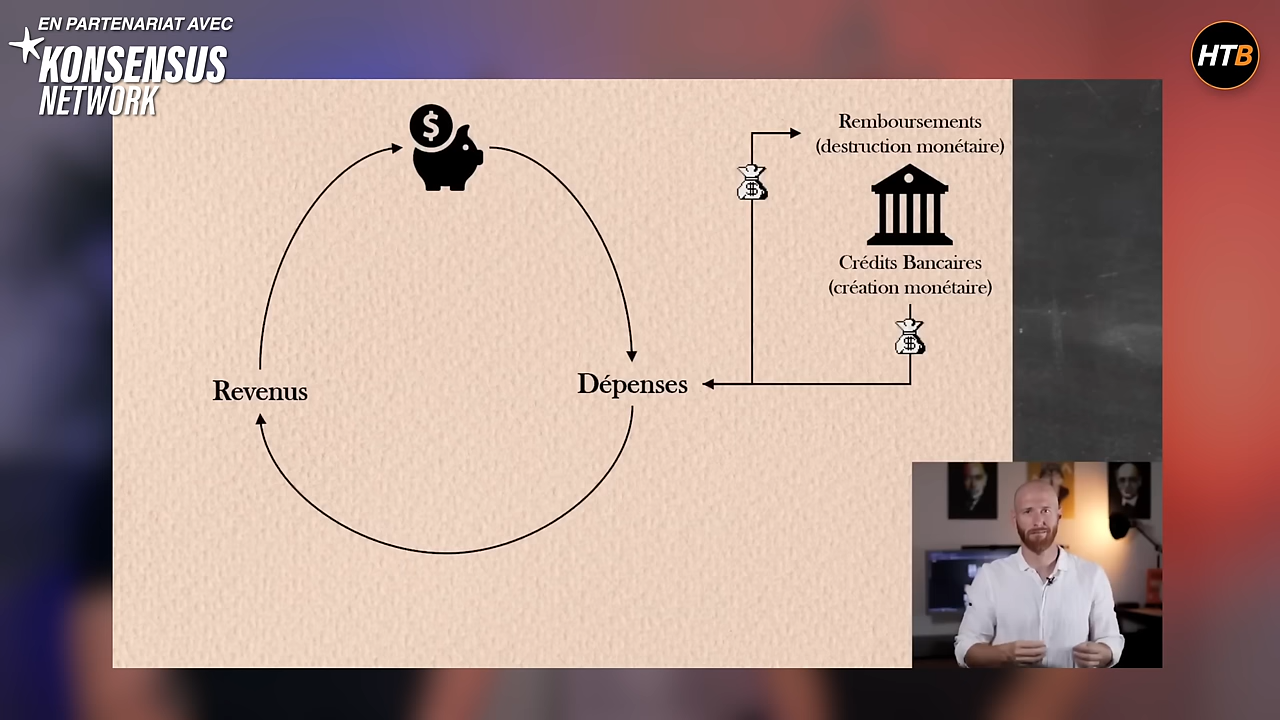 EN PARTENARIAT AVEC
KONSENSUS
NETWORK
HTB
$
Remboursements
(destruction monétaire)
$
Crédits Bancaires
(création monétaire)
$
Revenus
Dépenses